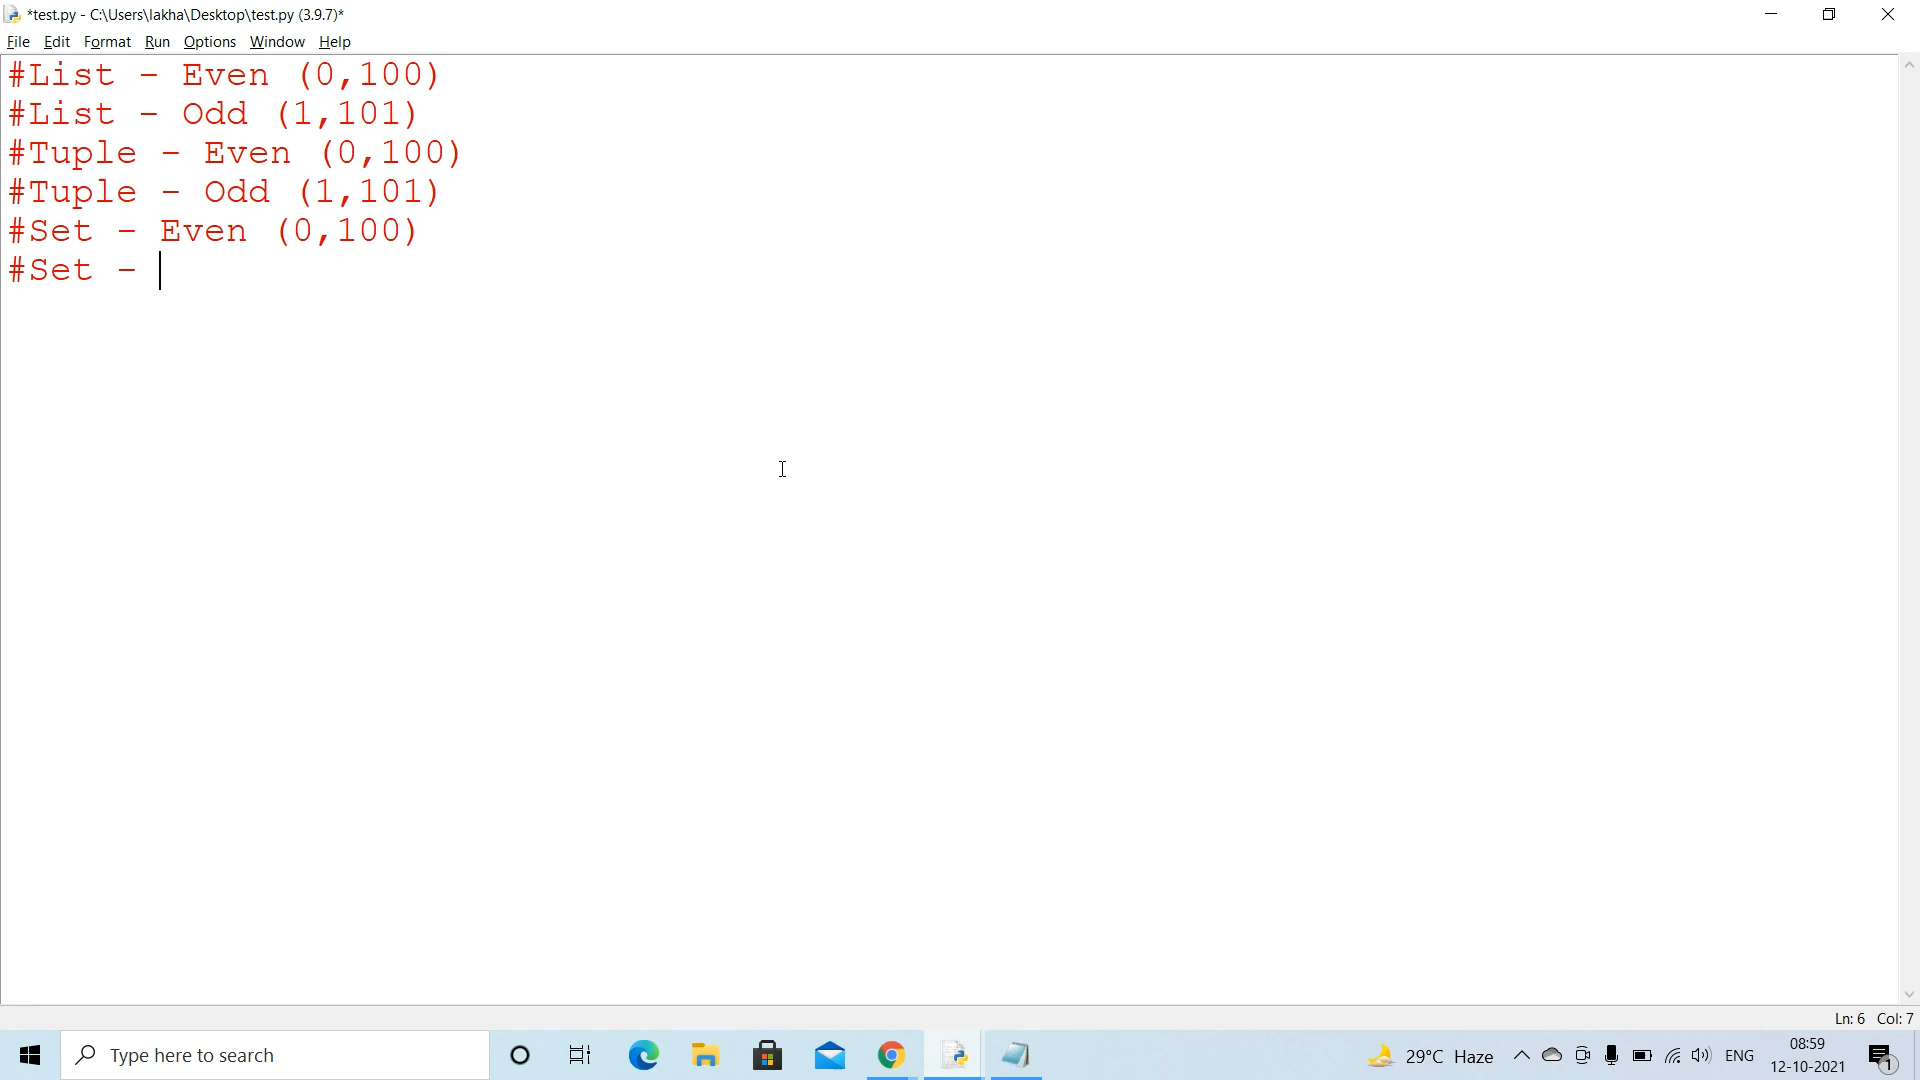 *test.py - C:\Users\lakha\Desktop\test.py (3.9.7)*
File Edit Format Run Options Window Help
#List - Even (0,100)
#List - Odd (1,101)
#Tuple - Even (0,100)
#Tuple - Odd (1,101)
#Set - Even (0,100)
#Set -
Ln: 6 Col: 7
Type here to search
29°C Haze
ENG
08:59
12-10-2021
1